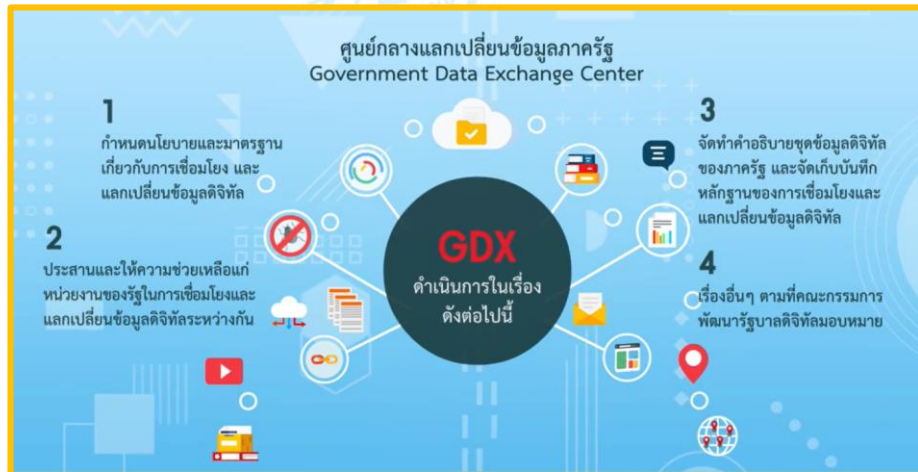 ศูนย์กลางแลกเปลี่ยนข้อมูลภาครัฐ
Government Data Exchange Center
1
กำหนดนโยบายและมาตรฐาน
เกี่ยวกับการเชื่อมโยง และ
แลกเปลี่ยนข้อมูลดิจิทัล
2
ประสานและให้ความช่วยเหลือแก่
หน่วยงานของรัฐในการเชื่อมโยงและ
แลกเปลี่ยนข้อมูลดิจิทัลระหว่างกัน
GDX
ดำเนินการในเรื่อง
ดังต่อไปนี้
3
จัดทำคำอธิบายชุดข้อมูลดิจิทัล
ของภาครัฐ และจัดเก็บบันทึก
หลักฐานของการเชื่อมโยงและ
แลกเปลี่ยนข้อมูลดิจิทัล
4
เรื่องอื่นๆ ตามที่คณะกรรมการ
พัฒนารัฐบาลดิจิทัลมอบหมาย